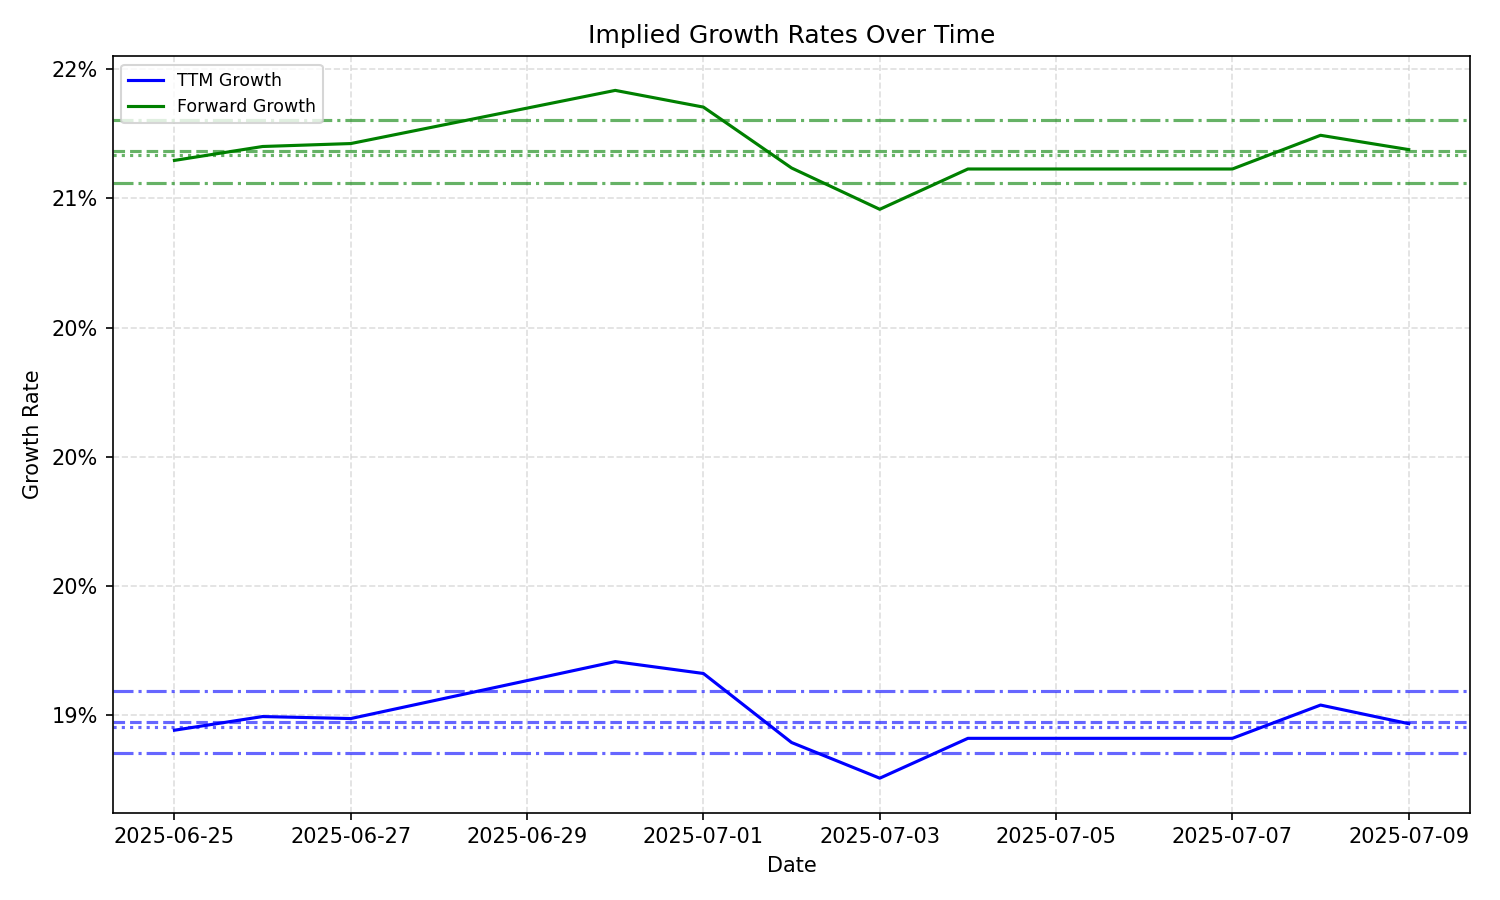 Implied Growth Rates Over Time
TTM Growth
Forward Growth
22%
21%
20%
20%
20%
19%
Growth Rate
2025-06-25 2025-06-27 2025-06-29 2025-07-01 2025-07-03 2025-07-05 2025-07-07 2025-07-09
Date